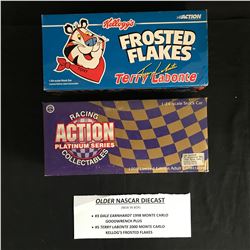 Kellogg's
ACTION
FROSTED
FLAKES
Terry Labonte
RACING
ACTION
PLATINUM SERIES
COLLECTABLES
1:24 scale Stock Car
OLDER NASCAR DIECAST
• #3 DALE EARNHARDT 1998 MONTE CARLO
GOODWRENCH PLUS
• #5 TERRY LABONTE 2000 MONTE CARLO
KELLOG'S FROSTED FLAKES